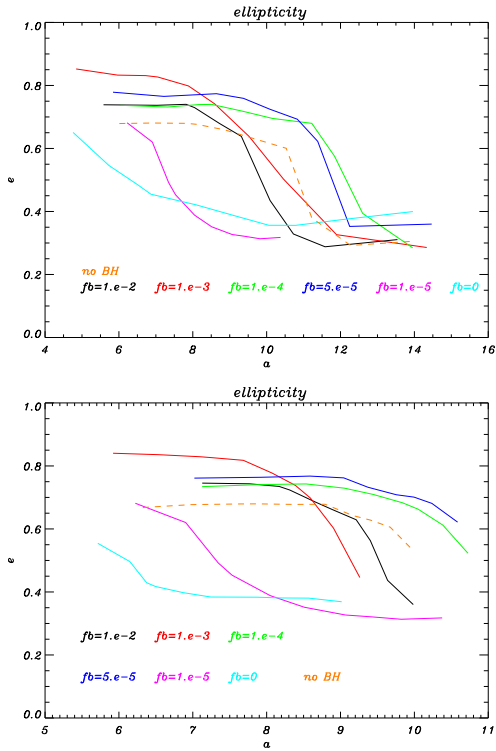 ellipticity
1.0
0.8
0.6
e
0.4
0.2
no BH
fb=1.e-2 fb=1.e-3 fb=1.e-4 fb=5.e-5 fb=1.e-5 fb=0
0.0
4 6 8 10 12 14 16
a
ellipticity
1.0
0.8
0.6
e
0.4
fb=1.e-2 fb=1.e-3 fb=1.e-4
0.2
fb=5.e-5 fb=1.e-5 fb=0 no BH
0.0
5 6 7 8 9 10 11
a